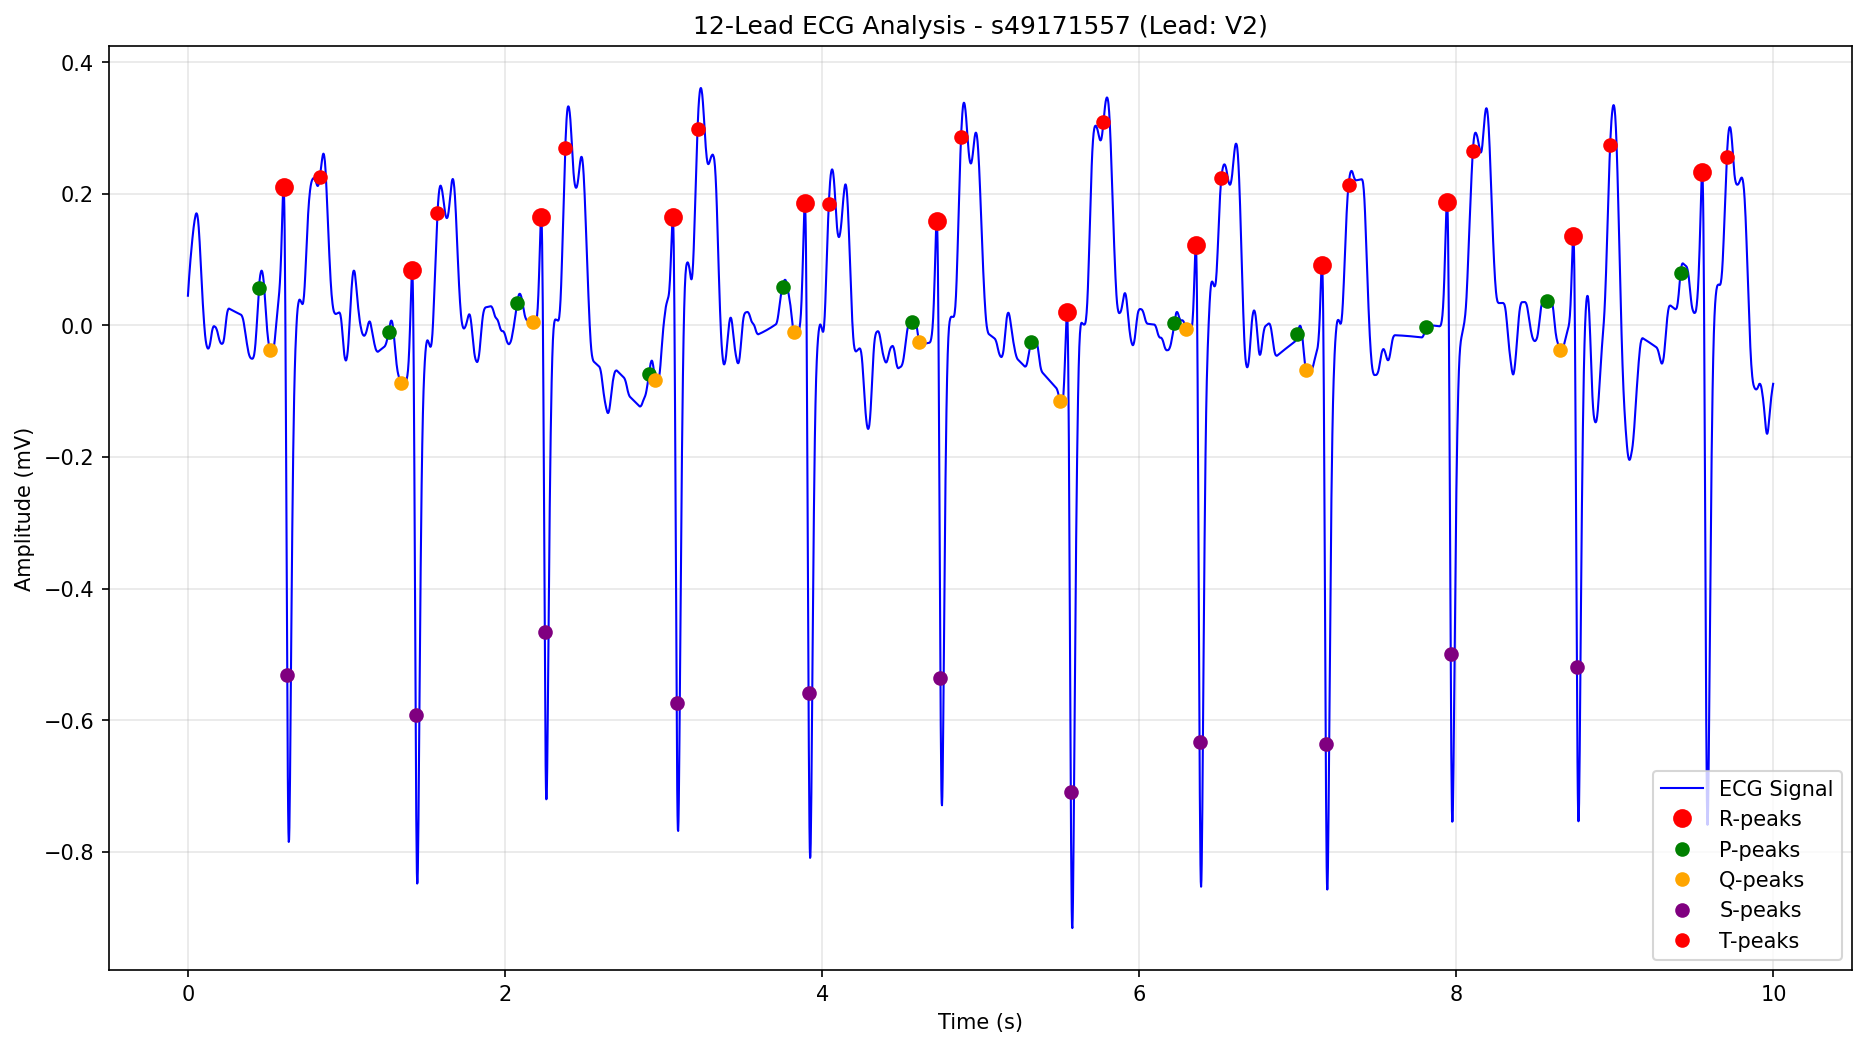 12-Lead ECG Analysis - s49171557 (Lead: V2)
0.4
0.2
0.0
−0.2
−0.4
−0.6
−0.8
Amplitude (mV)
0 2 4 6 8 10
Time (s)
ECG Signal
R-peaks
P-peaks
Q-peaks
S-peaks
T-peaks